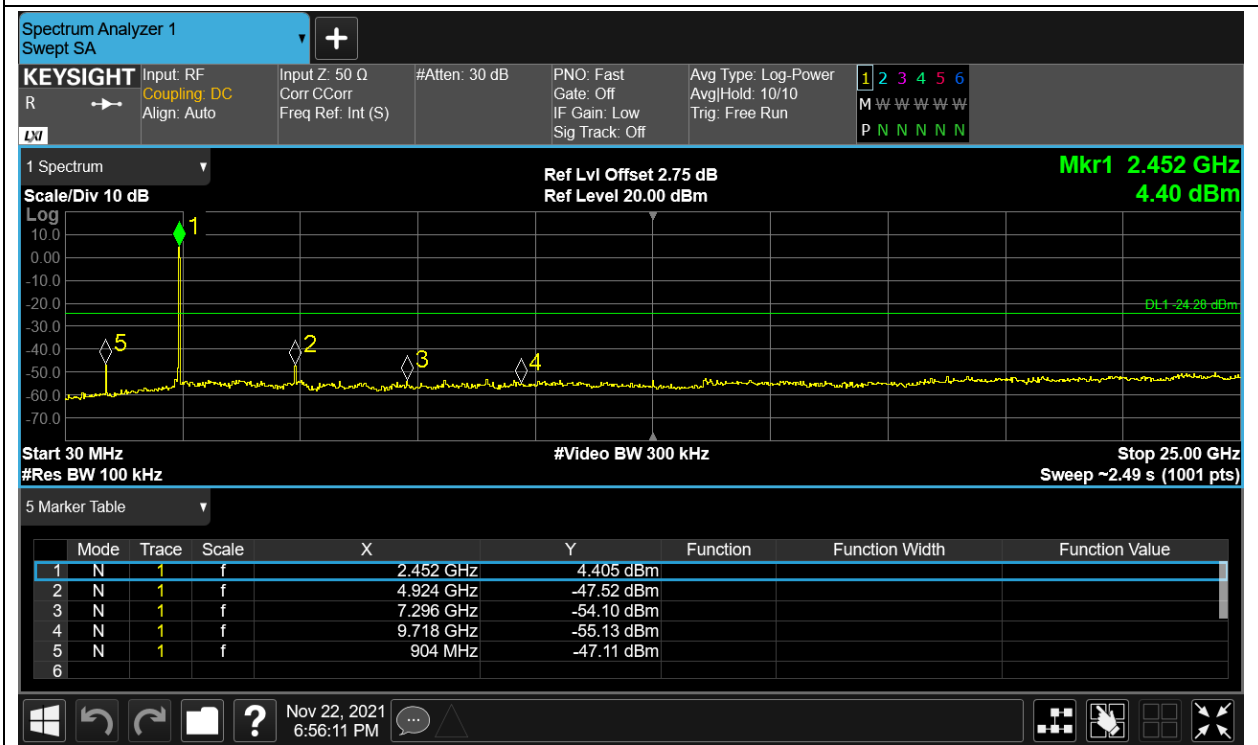 Spectrum Analyzer 1
Swept SA
+
KEYSIGHT Input: RF Input Z: 50 Ω #Atten: 30 dB PNO: Fast Avg Type: Log-Power 1 2 3 4 5 6
R Coupling: DC Corr CCorr Gate: Off Avg|Hold: 10/10 M W W W W W
Align: Auto Freq Ref: Int (S) IF Gain: Low Trig: Free Run
LXI Sig Track: Off P N N N N N
1 Spectrum Ref Lvl Offset 2.75 dB Mkr1 2.452 GHz
Scale/Div 10 dB Ref Level 20.00 dBm 4.40 dBm
Log
1
10.0
0.00
-10.0
-20.0
DL1 -24.28 dBm
-30.0
5 2
-40.0
3 4
-50.0
-60.0
-70.0
Start 30 MHz #Video BW 300 kHz Stop 25.00 GHz
#Res BW 100 kHz Sweep ~2.49 s (1001 pts)
5 Marker Table
Mode Trace Scale X Y Function Function Width Function Value
1 N 1 f 2.452 GHz 4.405 dBm
2 N 1 f 4.924 GHz -47.52 dBm
3 N 1 f 7.296 GHz -54.10 dBm
4 N 1 f 9.718 GHz -55.13 dBm
5 N 1 f 904 MHz -47.11 dBm
6
? Nov 22, 2021
6:56:11 PM